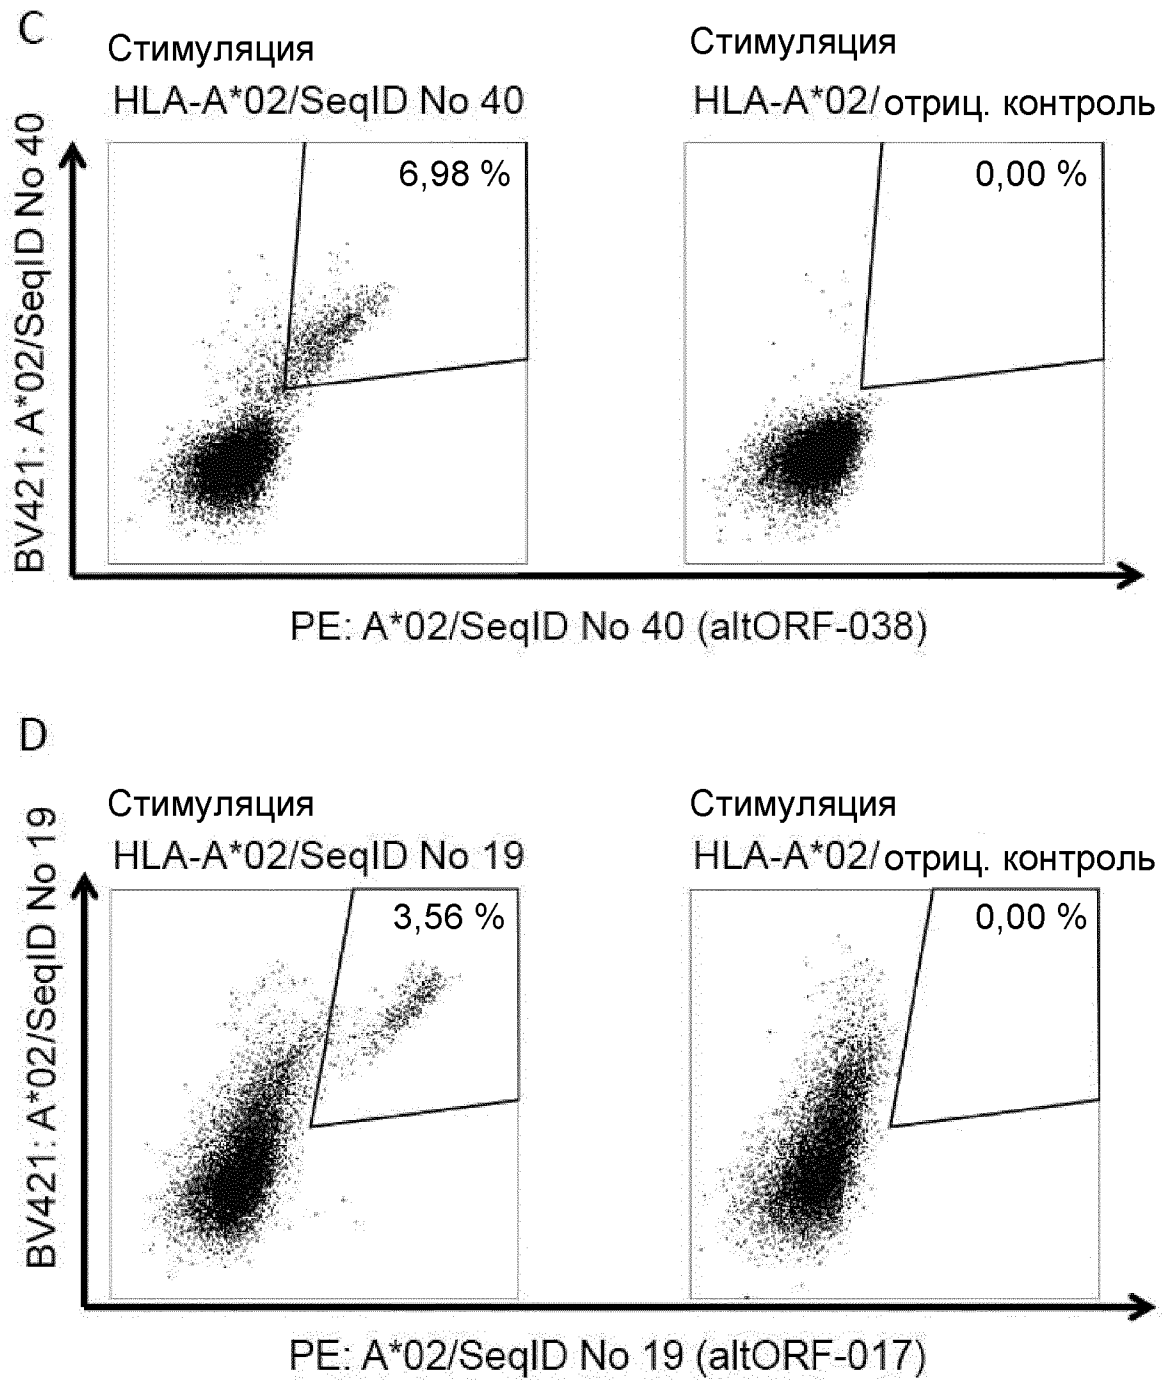 C
Стимуляция
HLA-A*02/SeqID No 40
Стимуляция
HLA-A*02/отриц. контроль
BV421: A*02/SeqID No 40
6,98 %
0,00 %
PE: A*02/SeqID No 40 (altORF-038)
D
Стимуляция
HLA-A*02/SeqID No 19
Стимуляция
HLA-A*02/отриц. контроль
BV421: A*02/SeqID No 19
3,56 %
0,00 %
PE: A*02/SeqID No 19 (altORF-017)